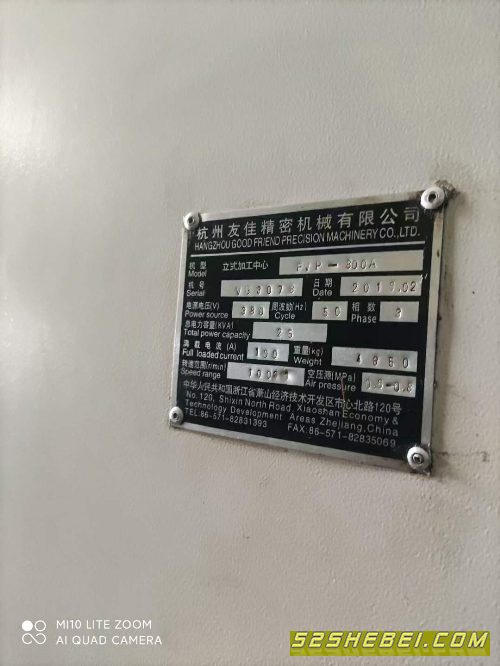 杭州友佳精密机械有限公司
HANGZHOU GOOD FRIEND PRECISION MACHINERY CO.,LTD.
机型 立式加工中心
Model
机号 日期
Serial Date
电源电压(V) 380 周波数(Hz) 50 相数 3
Power source Cycle Phase
总电力容量(KVA)
Total power capacity 25
满载电流(A) 重量(kg)
Full loaded current Weight
转速范围(r/min) 空压源(MPa)
Speed range Air pressure
中华人民共和国浙江省萧山经济技术开发区市心北路120号
No.120, Shixin North Road, Xiaoshan Economy &
Technology Development Areas Zhejiang, China
TEL:86-571-82831393 FAX:86-571-82835069
MI10 LITE ZOOM
AI QUAD CAMERA
52SHEBEI.COM